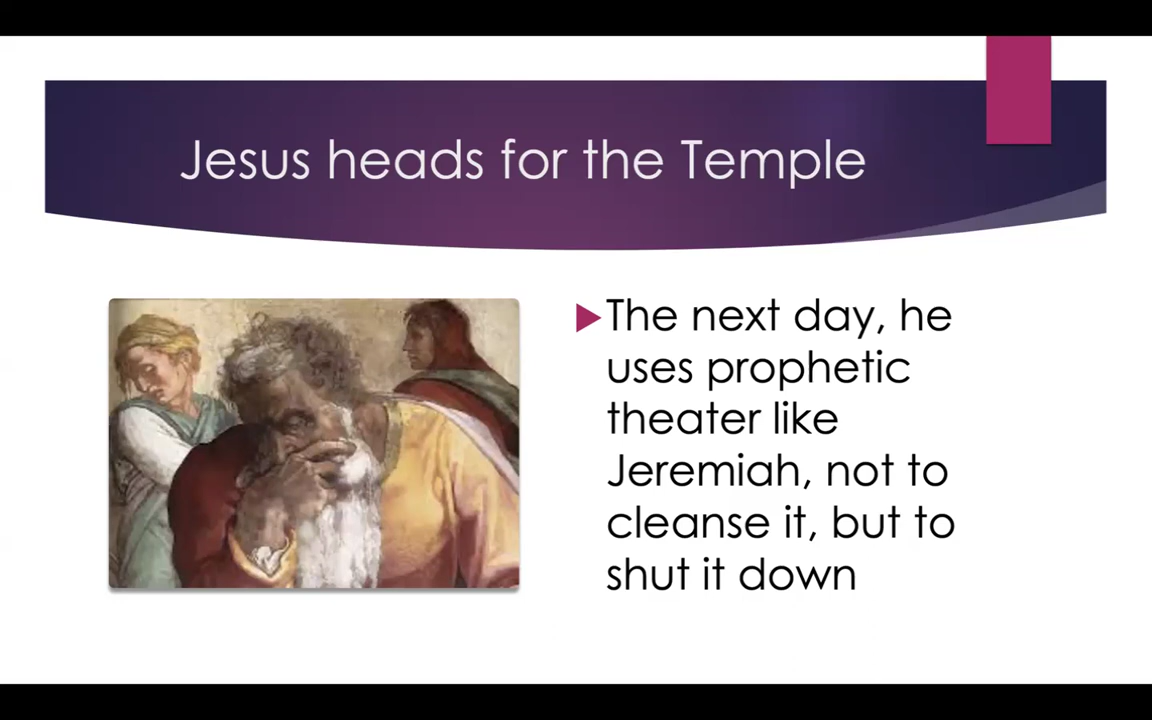 Jesus heads for the Temple
The next day, he
uses prophetic
theater like
Jeremiah, not to
cleanse it, but to
shut it down